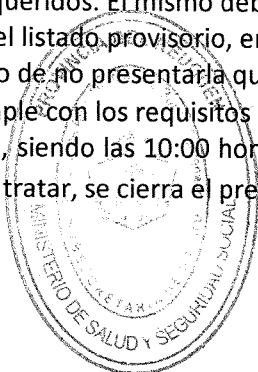 queridos. El mismo deb
el listado provisorio, en
o de no presentarla qu
ple con los requisitos
, siendo las 10:00 hor
tratar, se cierra el pre
MINISTERIO DE SALUD Y SEGURIDAD SOCIAL